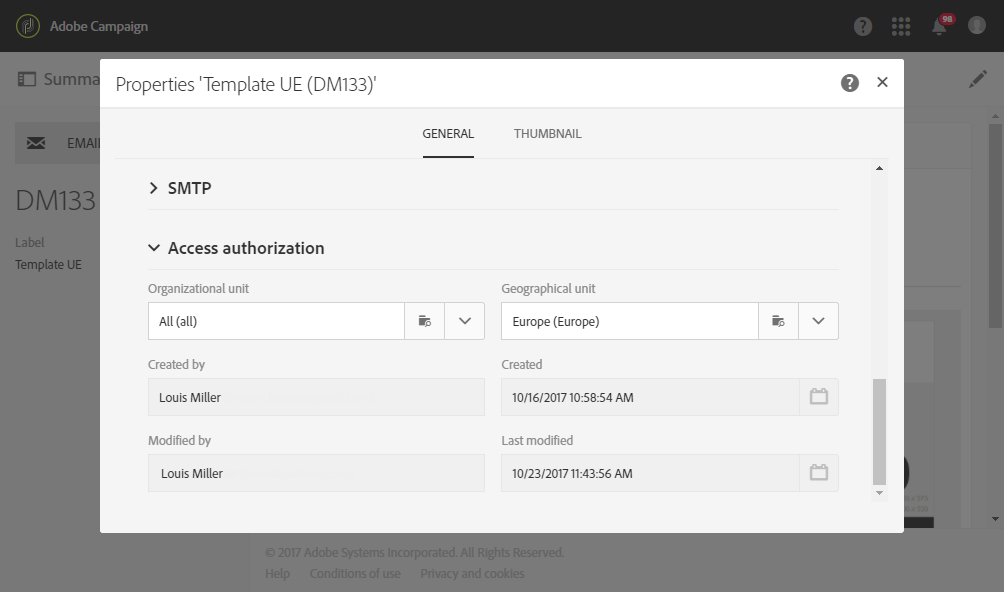 Adobe Campaign
98
Summa
Properties 'Template UE (DM133)'
GENERAL THUMBNAIL
EMAI
DM133
Label
Template UE
SMTP
Access authorization
Organizational unit Geographical unit
All (all) Europe (Europe)
Created by Created
Louis Miller 10/16/2017 10:58:54 AM
Modified by Last modified
Louis Miller 10/23/2017 11:43:56 AM
© 2017 Adobe Systems Incorporated. All Rights Reserved.
Help Conditions of use Privacy and cookies